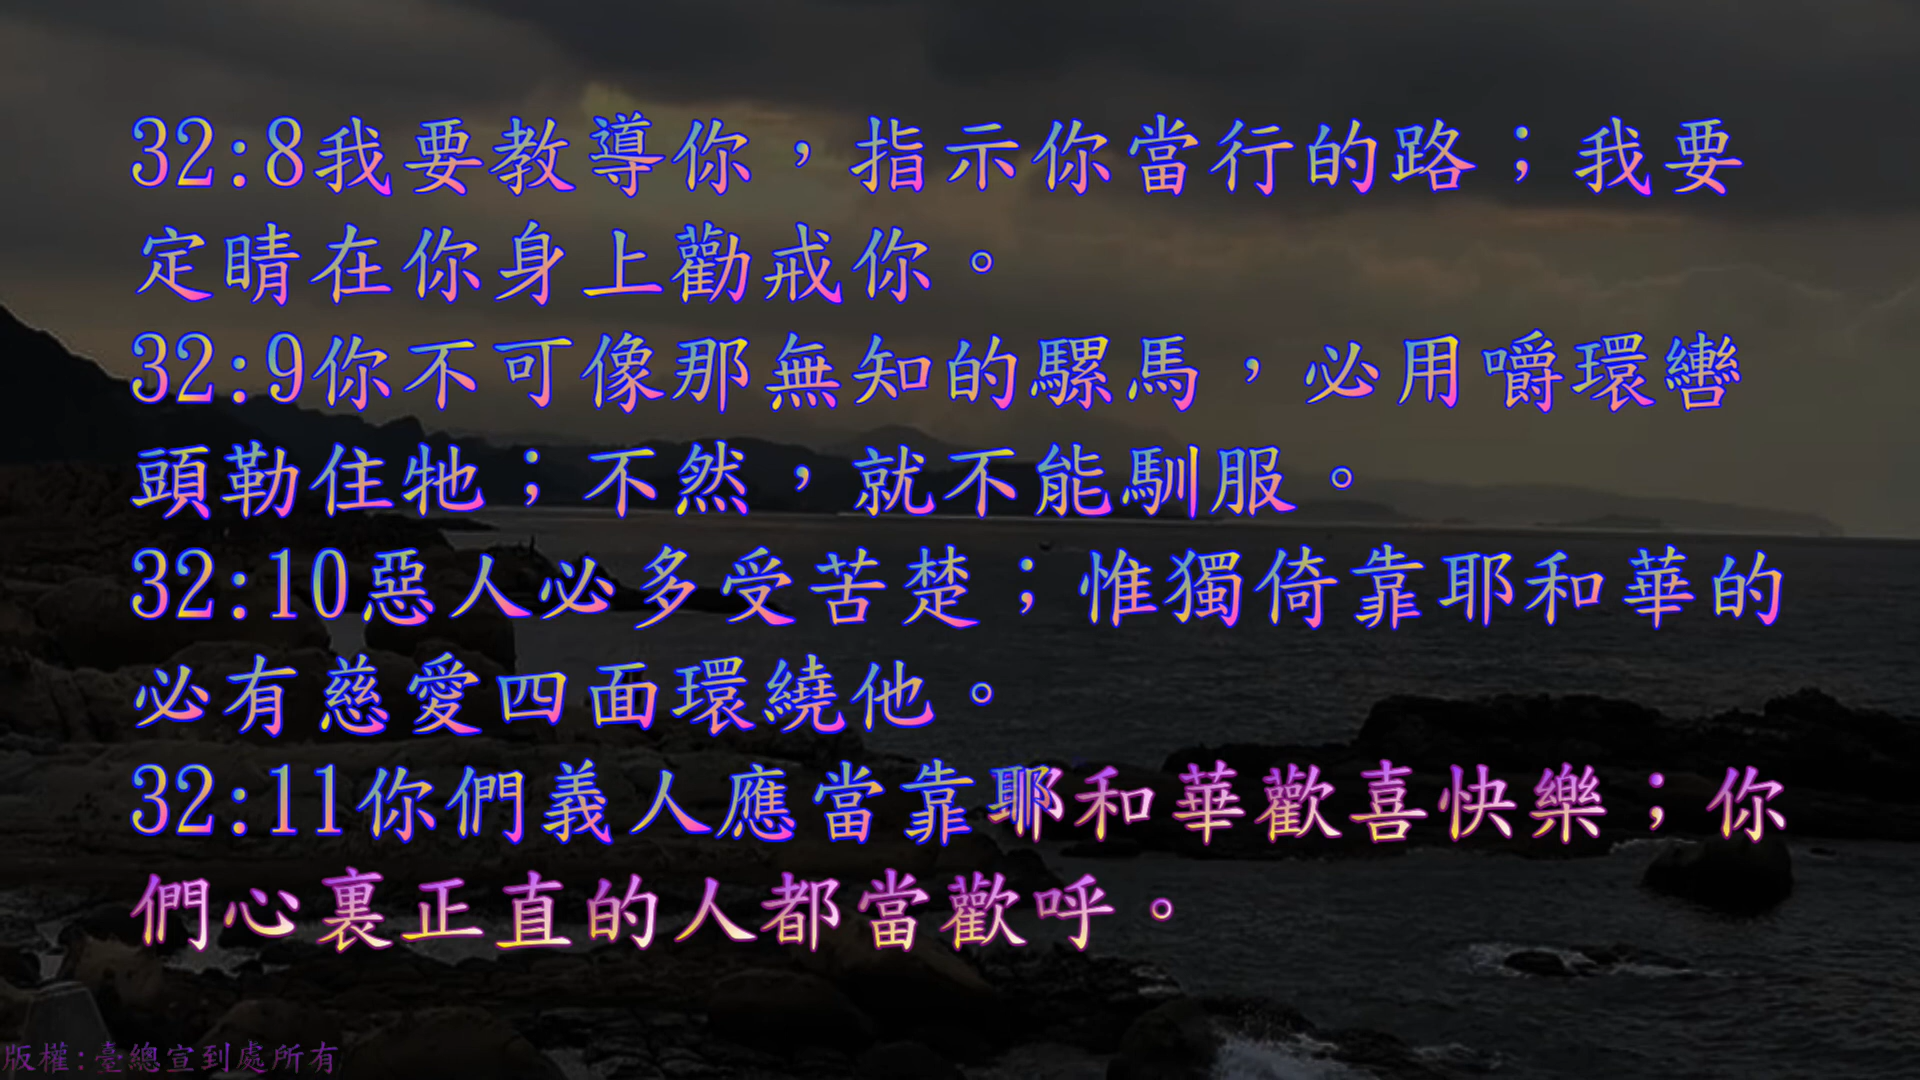 32:8我要教導你，指示你當行的路；我要
定睛在你身上勸戒你。
32:9你不可像那無知的騾馬，必用嚼環轡
頭勒住牠；不然，就不能馴服。
32:10惡人必多受苦楚；惟獨倚靠耶和華的
必有慈愛四面環繞他。
32:11你們義人應當靠耶和華歡喜快樂；你
們心裏正直的人都當歡呼。
版權:臺總宣到處所有